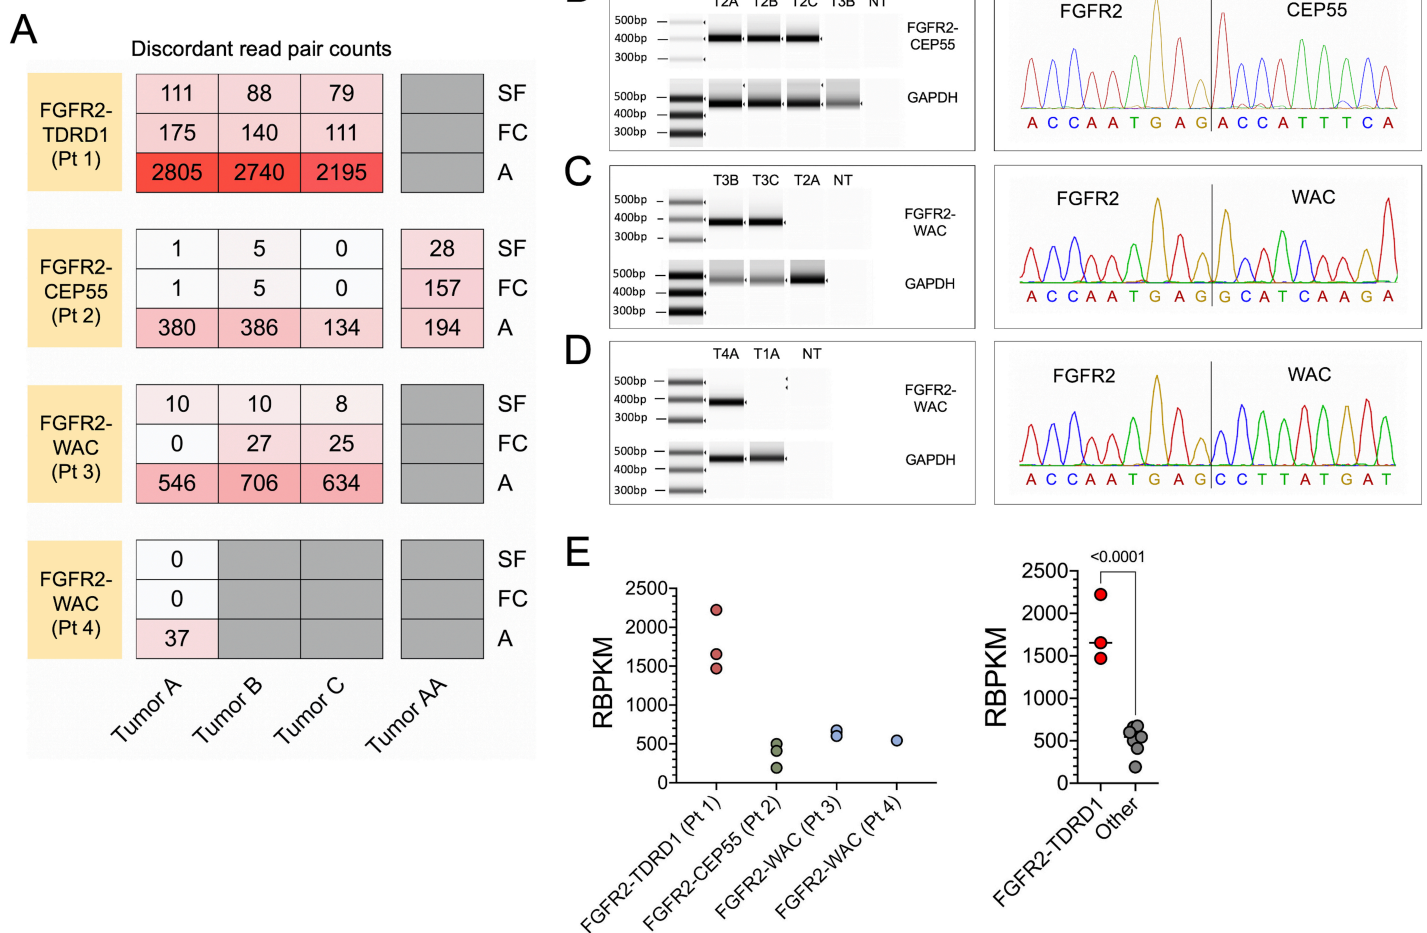 A
Discordant read pair counts
FGFR2-
TDRD1
(Pt 1)
111 88 79 SF
175 140 111 FC
2805 2740 2195 A
FGFR2-
CEP55
(Pt 2)
1 5 0 28 SF
1 5 0 157 FC
380 386 134 194 A
FGFR2-
WAC
(Pt 3)
10 10 8 SF
0 27 25 FC
546 706 634 A
FGFR2-
WAC
(Pt 4)
0 SF
0 FC
37 A
Tumor A
Tumor B
Tumor C
Tumor AA
T2A T2B T2C T3B NT
500bp
400bp
300bp
FGFR2-
CEP55
500bp
400bp
300bp
GAPDH
FGFR2 CEP55
A C C A A T G A G A C C A T T T C A
C
T3B T3C T2A NT
500bp
400bp
300bp
FGFR2-
WAC
500bp
400bp
300bp
GAPDH
FGFR2 WAC
A C C A A T G A G G C A T C A A G A
D
T4A T1A NT
500bp
400bp
300bp
FGFR2-
WAC
500bp
400bp
300bp
GAPDH
FGFR2 WAC
A C C A A T G A G C C T T A T G A T
E
RBPKM
2500
2000
1500
1000
500
0
FGFR2-TDRD1 (Pt 1)
FGFR2-CEP55 (Pt 2)
FGFR2-WAC (Pt 3)
FGFR2-WAC (Pt 4)
<0.0001
RBPKM
2500
2000
1500
1000
500
0
FGFR2-TDRD1
Other